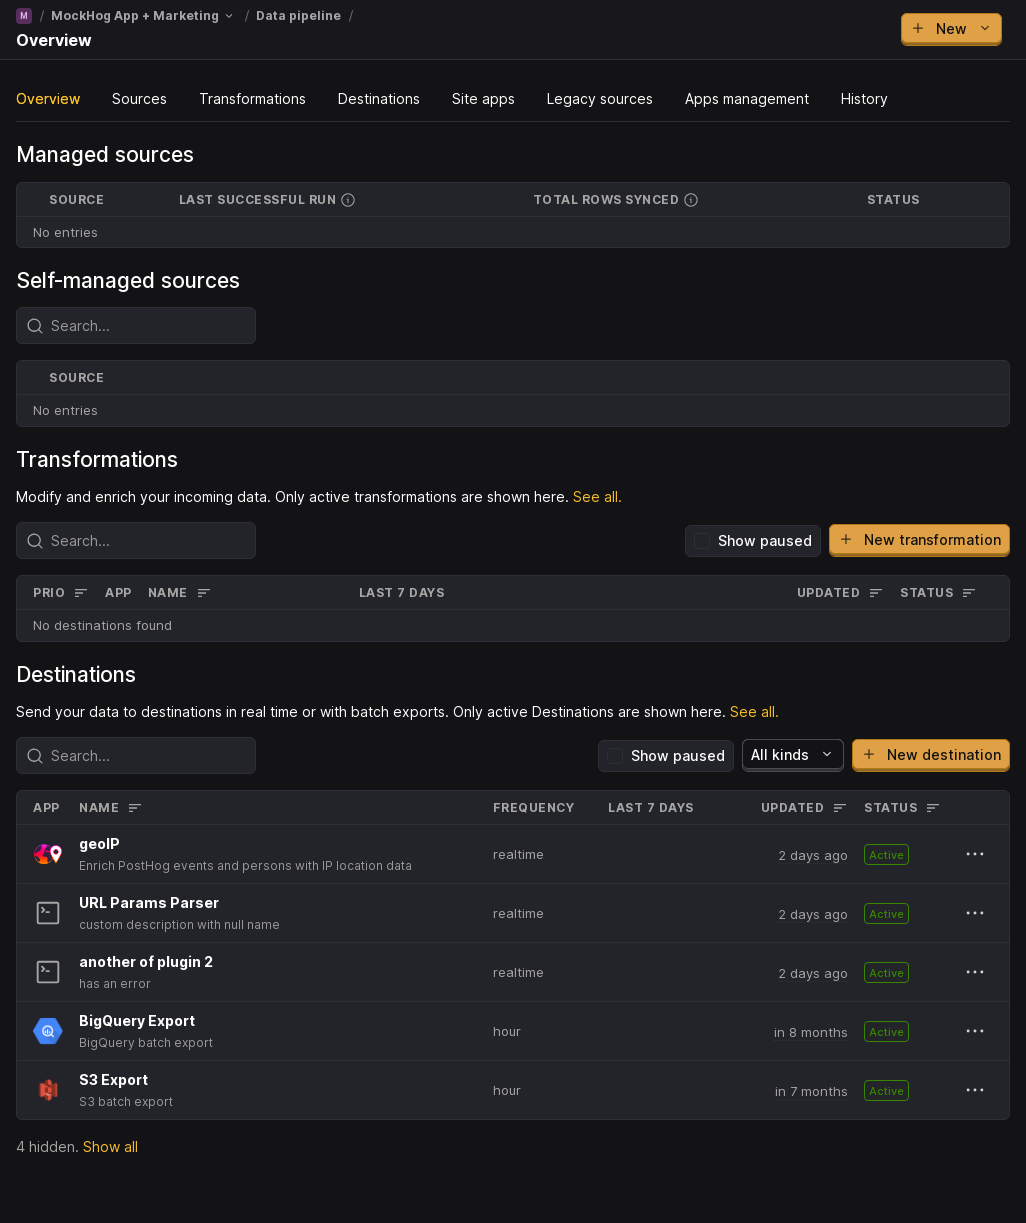 M / MockHog App + Marketing / Data pipeline /
Overview
New
Overview Sources Transformations Destinations Site apps Legacy sources Apps management History
Managed sources
SOURCE LAST SUCCESSFUL RUN TOTAL ROWS SYNCED STATUS
No entries
Self-managed sources
Search...
SOURCE
No entries
Transformations
Modify and enrich your incoming data. Only active transformations are shown here. See all.
Search... Show paused New transformation
PRIO APP NAME LAST 7 DAYS UPDATED STATUS
No destinations found
Destinations
Send your data to destinations in real time or with batch exports. Only active Destinations are shown here. See all.
Search... Show paused All kinds New destination
APP NAME FREQUENCY LAST 7 DAYS UPDATED STATUS
geoIP
Enrich PostHog events and persons with IP location data
realtime 2 days ago Active
URL Params Parser
custom description with null name
realtime 2 days ago Active
another of plugin 2
has an error
realtime 2 days ago Active
BigQuery Export
BigQuery batch export
hour in 8 months Active
S3 Export
S3 batch export
hour in 7 months Active
4 hidden. Show all